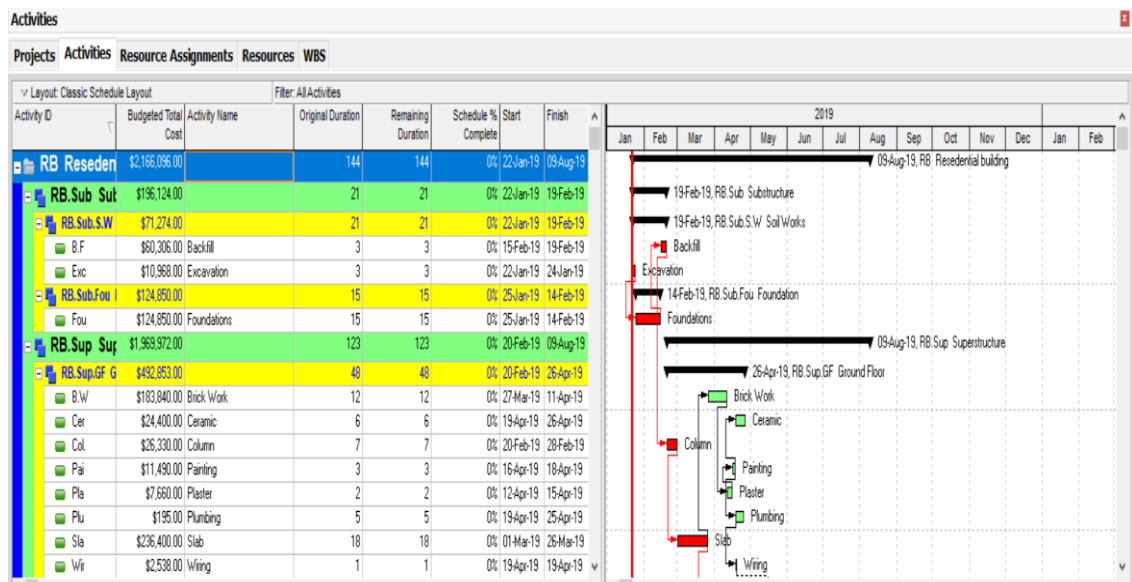 Activities
x
Projects Activities Resource Assignments Resources WBS
Layout: Classic Schedule Layout Filter: All Activities
Activity ID Budgeted Total Cost Activity Name Original Duration Remaining Duration Schedule % Complete Start Finish
2019
Jan Feb Mar Apr May Jun Jul Aug Sep Oct Nov Dec Jan Feb
RB Reseden $2,166,096.00 144 144 0% 22-Jan-19 09-Aug-19 09-Aug-19, RB Resedential building
RB.Sub Sut $196,124.00 21 21 0% 22-Jan-19 19-Feb-19 19-Feb-19, RB.Sub Substructure
RB.Sub.S.W $71,274.00 21 21 0% 22-Jan-19 19-Feb-19 19-Feb-19, RB.Sub.S.W Soil Works
B.F $60,306.00 Backfill 3 3 0% 15-Feb-19 19-Feb-19 Backfill
Exc $10,968.00 Excavation 3 3 0% 22-Jan-19 24-Jan-19 Excavation
RB.Sub.Fou $124,850.00 15 15 0% 25-Jan-19 14-Feb-19 14-Feb-19, RB.Sub.Fou Foundation
Fou $124,850.00 Foundations 15 15 0% 25-Jan-19 14-Feb-19 Foundations
RB.Sup Sup $1,969,972.00 123 123 0% 20-Feb-19 09-Aug-19 09-Aug-19, RB.Sup Superstructure
RB.Sup.GF G $492,853.00 48 48 0% 20-Feb-19 26-Apr-19 26-Apr-19, RB.Sup.GF Ground Floor
B.W $183,840.00 Brick Work 12 12 0% 27-Mar-19 11-Apr-19 Brick Work
Cer $24,400.00 Ceramic 6 6 0% 19-Apr-19 26-Apr-19 Ceramic
Col $26,330.00 Column 7 7 0% 20-Feb-19 28-Feb-19 Column
Pai $11,490.00 Painting 3 3 0% 16-Apr-19 18-Apr-19 Painting
Pla $7,660.00 Plaster 2 2 0% 12-Apr-19 15-Apr-19 Plaster
Plu $195.00 Plumbing 5 5 0% 19-Apr-19 25-Apr-19 Plumbing
Sla $236,400.00 Slab 18 18 0% 01-Mar-19 26-Mar-19 Slab
Wir $2,538.00 Wiring 1 1 0% 19-Apr-19 19-Apr-19 Wiring